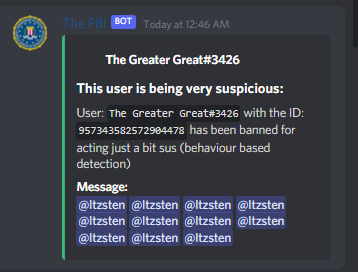 The FBI BOT Today at 12:46 AM
The Greater Great#3426
This user is being very suspicious:
User: The Greater Great#3426 with the ID:
957343582572904478 has been banned for
acting just a bit sus (behaviour based
detection)
Message:
@ltzsten @ltzsten @ltzsten @ltzsten
@ltzsten @ltzsten @ltzsten @ltzsten
@ltzsten @ltzsten @ltzsten